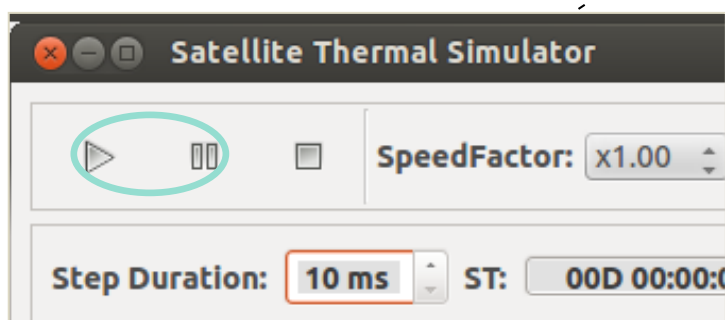 Satellite Thermal Simulator
SpeedFactor: x1.00
Step Duration: 10 ms ST: 00D 00:00:0